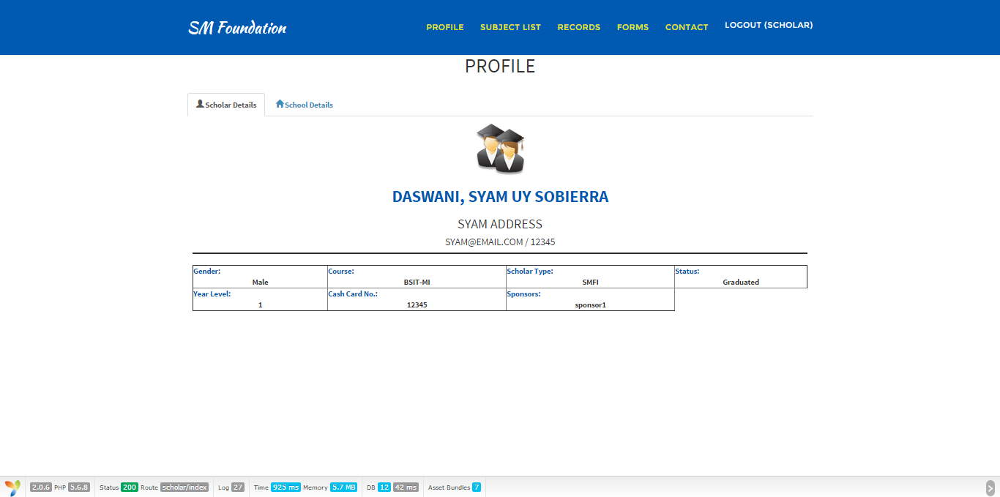 SM Foundation
PROFILE SUBJECT LIST RECORDS FORMS CONTACT LOGOUT (SCHOLAR)
PROFILE
Scholar Details School Details
DASWANI, SYAM UY SOBIERRA
SYAM ADDRESS
SYAM@EMAIL.COM / 12345
Gender: Course: Scholar Type: Status:
Male BSIT-MI SMFI Graduated
Year Level: Cash Card No.: Sponsors:
1 12345 sponsor1
2.0.6 PHP 5.6.8 Status 200 Route scholar/index Log 27 Time 925 ms Memory 5.7 MB DB 12 42 ms Asset Bundles 7